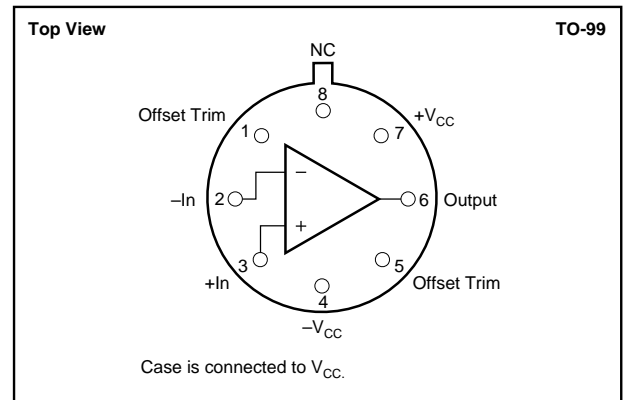 Top View
TO-99
NC
8
Offset Trim
1
7
+VCC
–In
2
–
6
Output
+
3
+In
5
Offset Trim
4
–VCC
Case is connected to VCC.